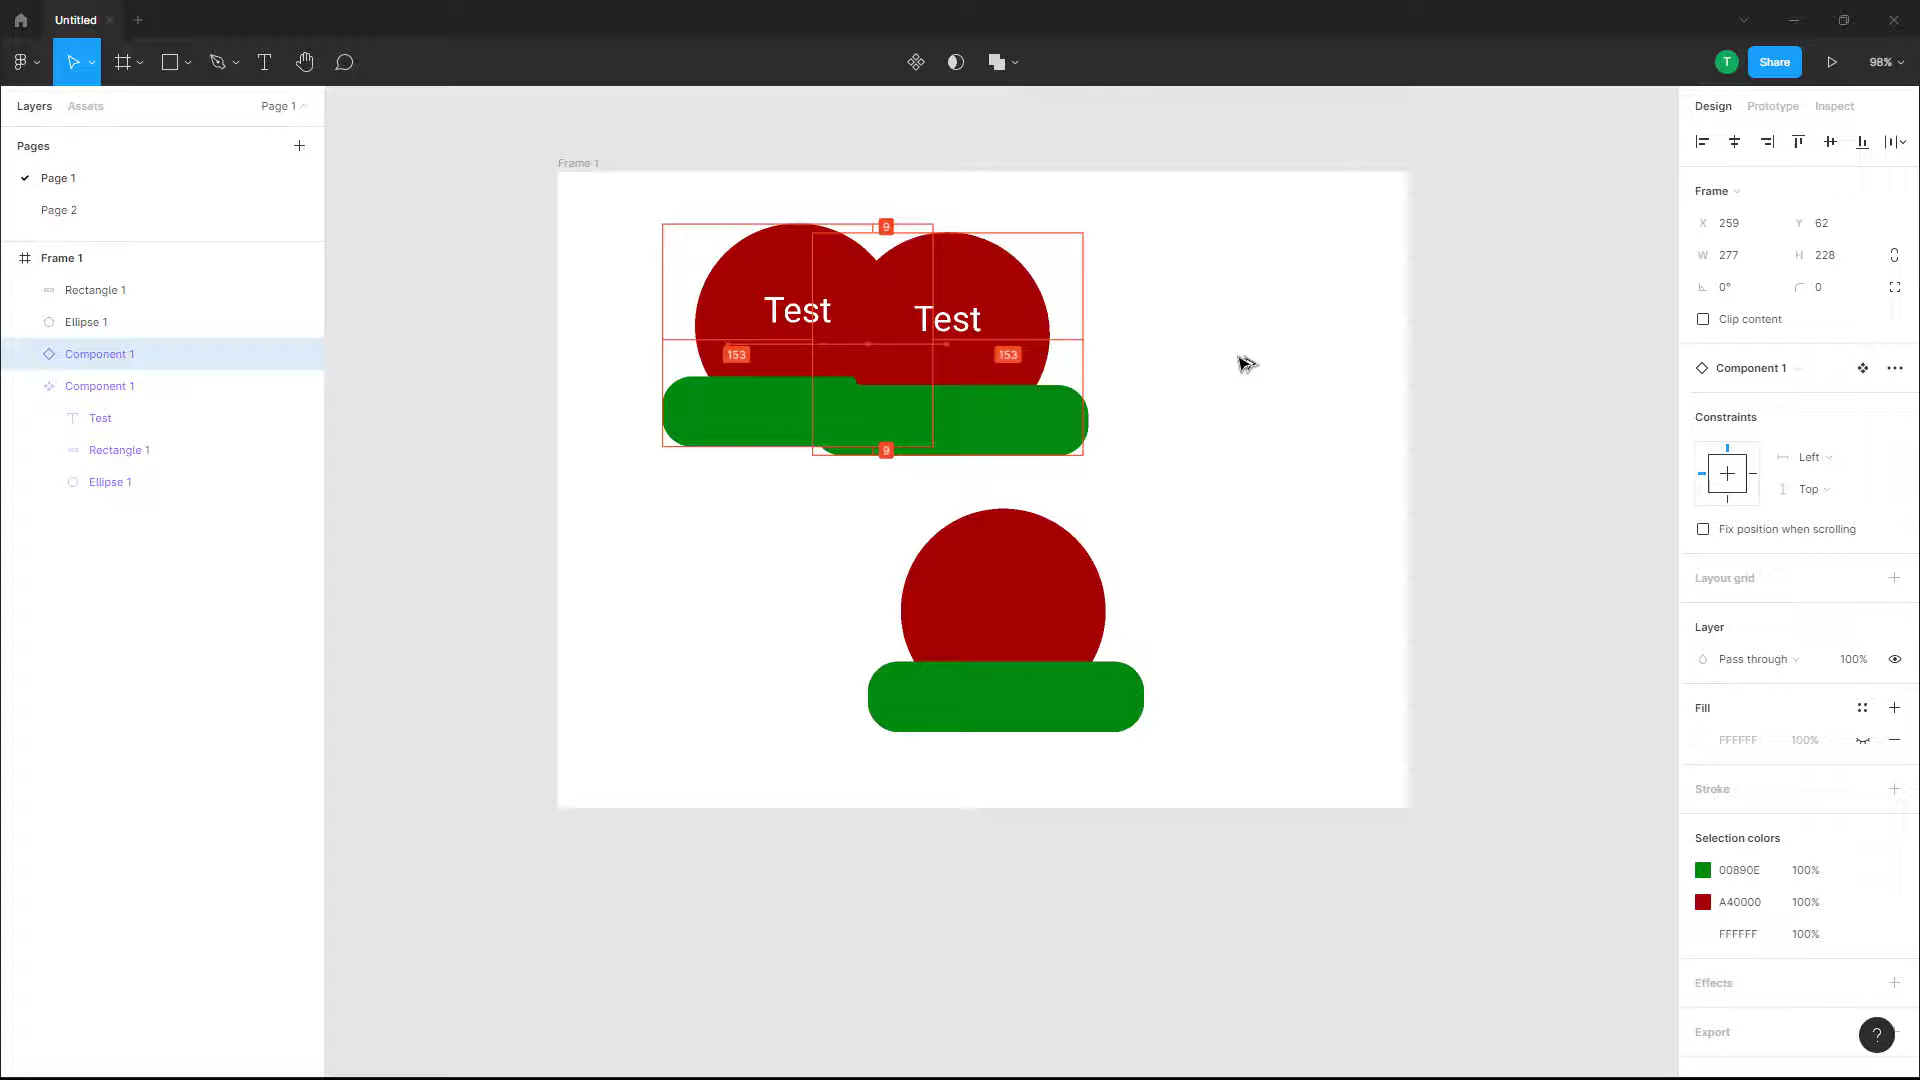 Untitled
T
Share
98%
Layers
Assets
Page 1
Pages
Page 1
Page 2
Frame 1
Rectangle 1
Ellipse 1
Component 1
Component 1
Test
Rectangle 1
Ellipse 1
Frame 1
9
Test
Test
153
153
9
Design
Prototype
Inspect
Frame
X 259
Y 62
W 277
H 228
0°
0
Clip content
Component 1
Constraints
Left
Top
Fix position when scrolling
Layout grid
Layer
Pass through
100%
Fill
FFFFFF
100%
Stroke
Selection colors
00890E
100%
A40000
100%
FFFFFF
100%
Effects
Export
?